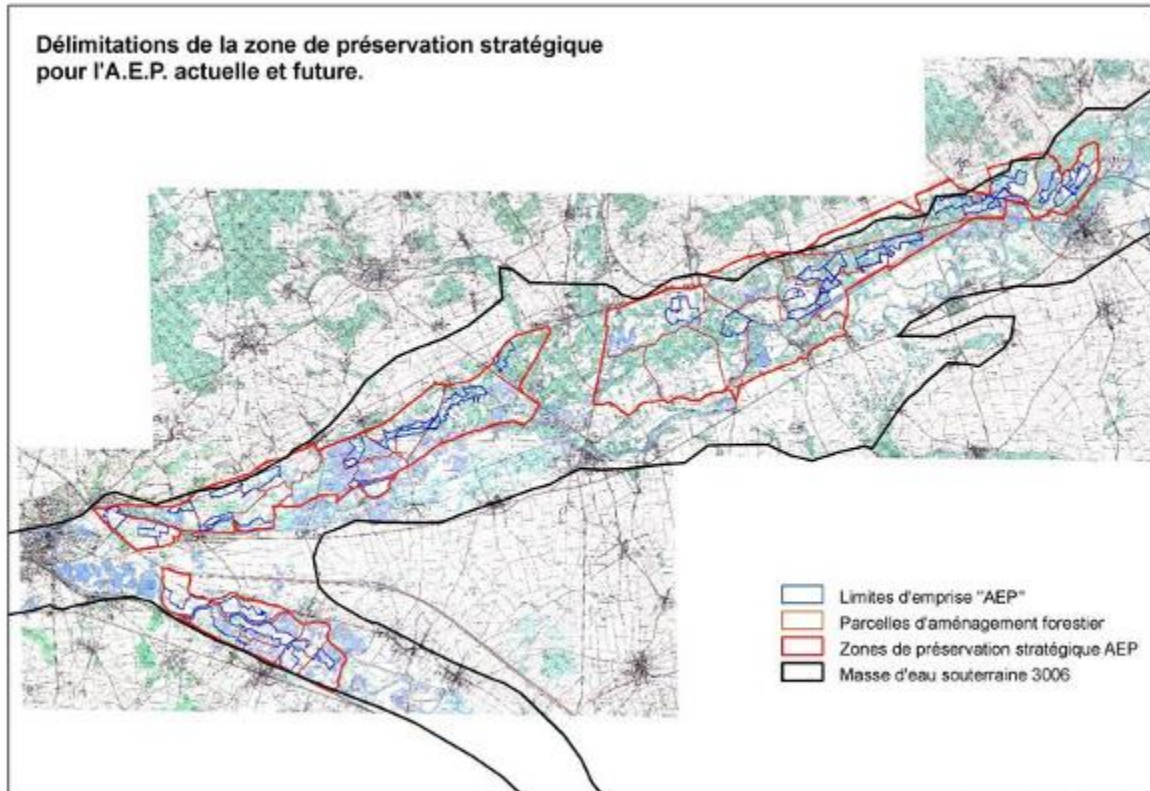 Délimitations de la zone de préservation stratégique
pour l'A.E.P. actuelle et future.
Limites d'emprise "AEP"
Parcelles d'aménagement forestier
Zones de préservation stratégique AEP
Masse d'eau souterraine 3006